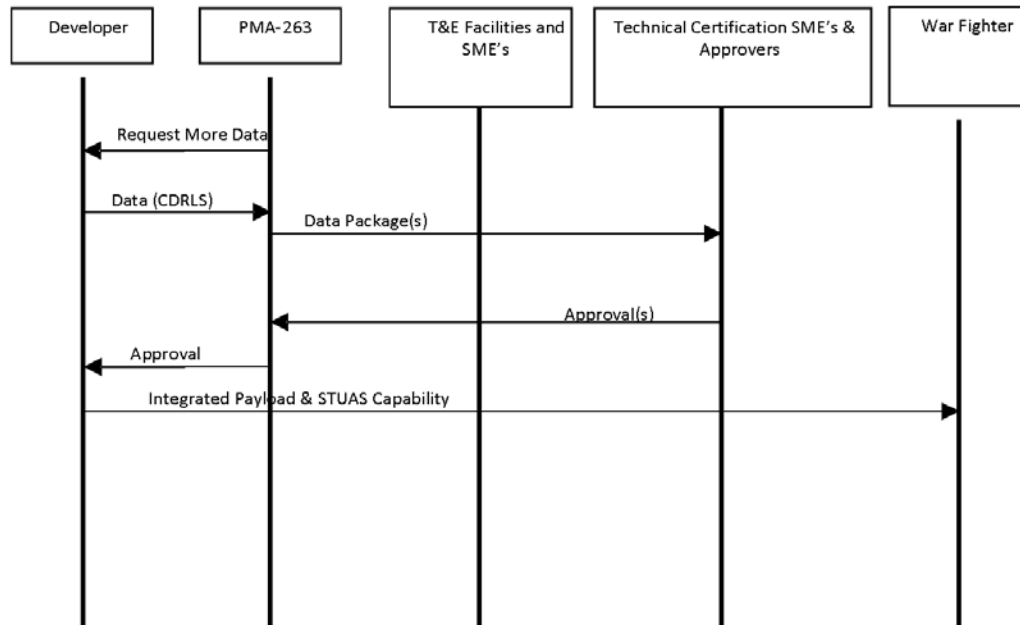 Developer
PMA-263
T&E Facilities and
SME's
Technical Certification SME's &
Approvers
War Fighter
Request More Data
Data (CDRLS)
Data Package(s)
Approval(s)
Approval
Integrated Payload & STUAS Capability